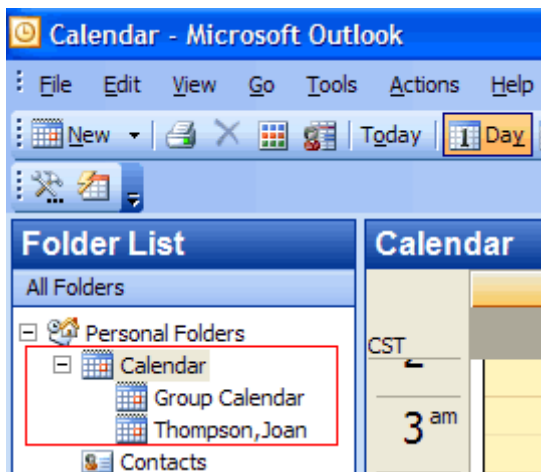 Calendar - Microsoft Outlook
File Edit View Go Tools Actions Help
New Today 1 Day
Folder List Calendar
All Folders
Personal Folders
CST
Calendar
Group Calendar
3 am
Thompson,Joan
Contacts